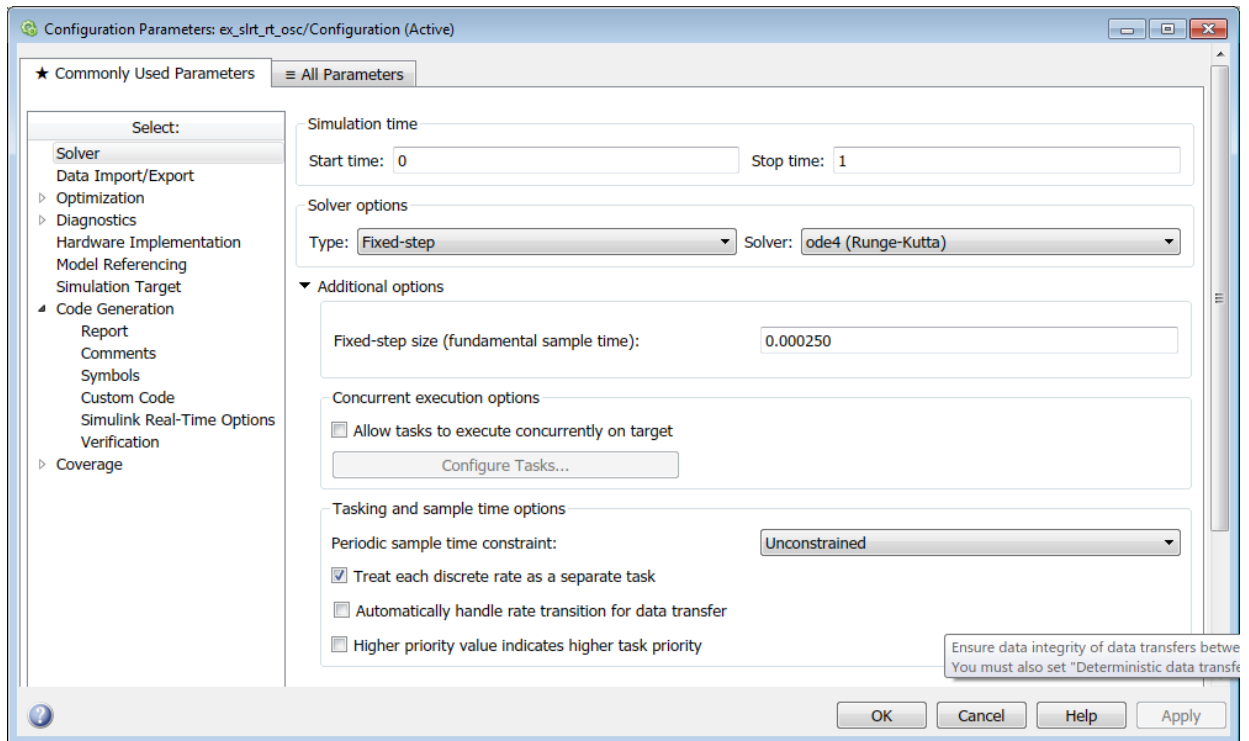 Configuration Parameters: ex_slrt_rt_osc/Configuration (Active)
★ Commonly Used Parameters
≡ All Parameters
Select:
Solver
Data Import/Export
Optimization
Diagnostics
Hardware Implementation
Model Referencing
Simulation Target
Code Generation
Report
Comments
Symbols
Custom Code
Simulink Real-Time Options
Verification
Coverage
Simulation time
Start time: 0
Stop time: 1
Solver options
Type: Fixed-step
Solver: ode4 (Runge-Kutta)
Additional options
Fixed-step size (fundamental sample time): 0.000250
Concurrent execution options
Allow tasks to execute concurrently on target
Configure Tasks...
Tasking and sample time options
Periodic sample time constraint: Unconstrained
Treat each discrete rate as a separate task
Automatically handle rate transition for data transfer
Higher priority value indicates higher task priority
Ensure data integrity of data transfers betwe
You must also set "Deterministic data transfe
OK Cancel Help Apply